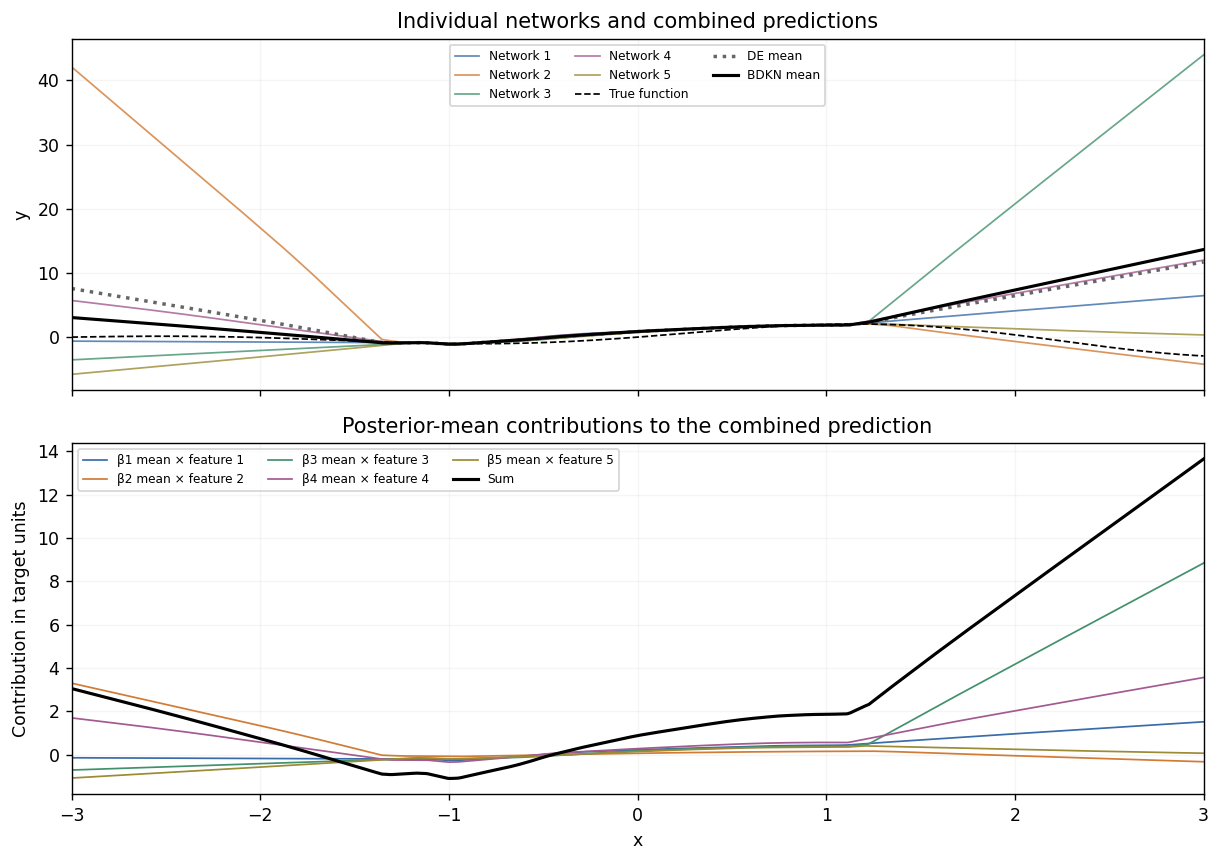 Individual networks and combined predictions
Network 1
Network 2
Network 3
Network 4
Network 5
True function
DE mean
BDKN mean
40
30
20
10
0
y
Posterior-mean contributions to the combined prediction
β1 mean × feature 1
β2 mean × feature 2
β3 mean × feature 3
β4 mean × feature 4
β5 mean × feature 5
Sum
14
12
10
8
6
4
2
0
Contribution in target units
−3
−2
−1
0
1
2
3
x